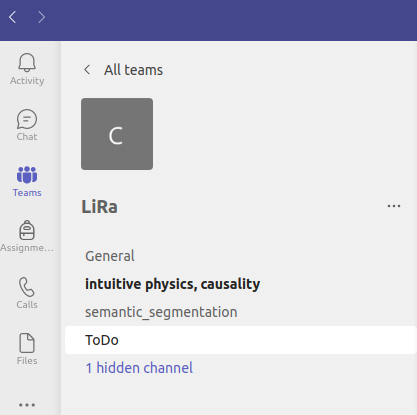 All teams
C
LiRa
General
intuitive physics, causality
semantic_segmentation
ToDo
1 hidden channel
Activity
Chat
Teams
Assignme...
Calls
Files